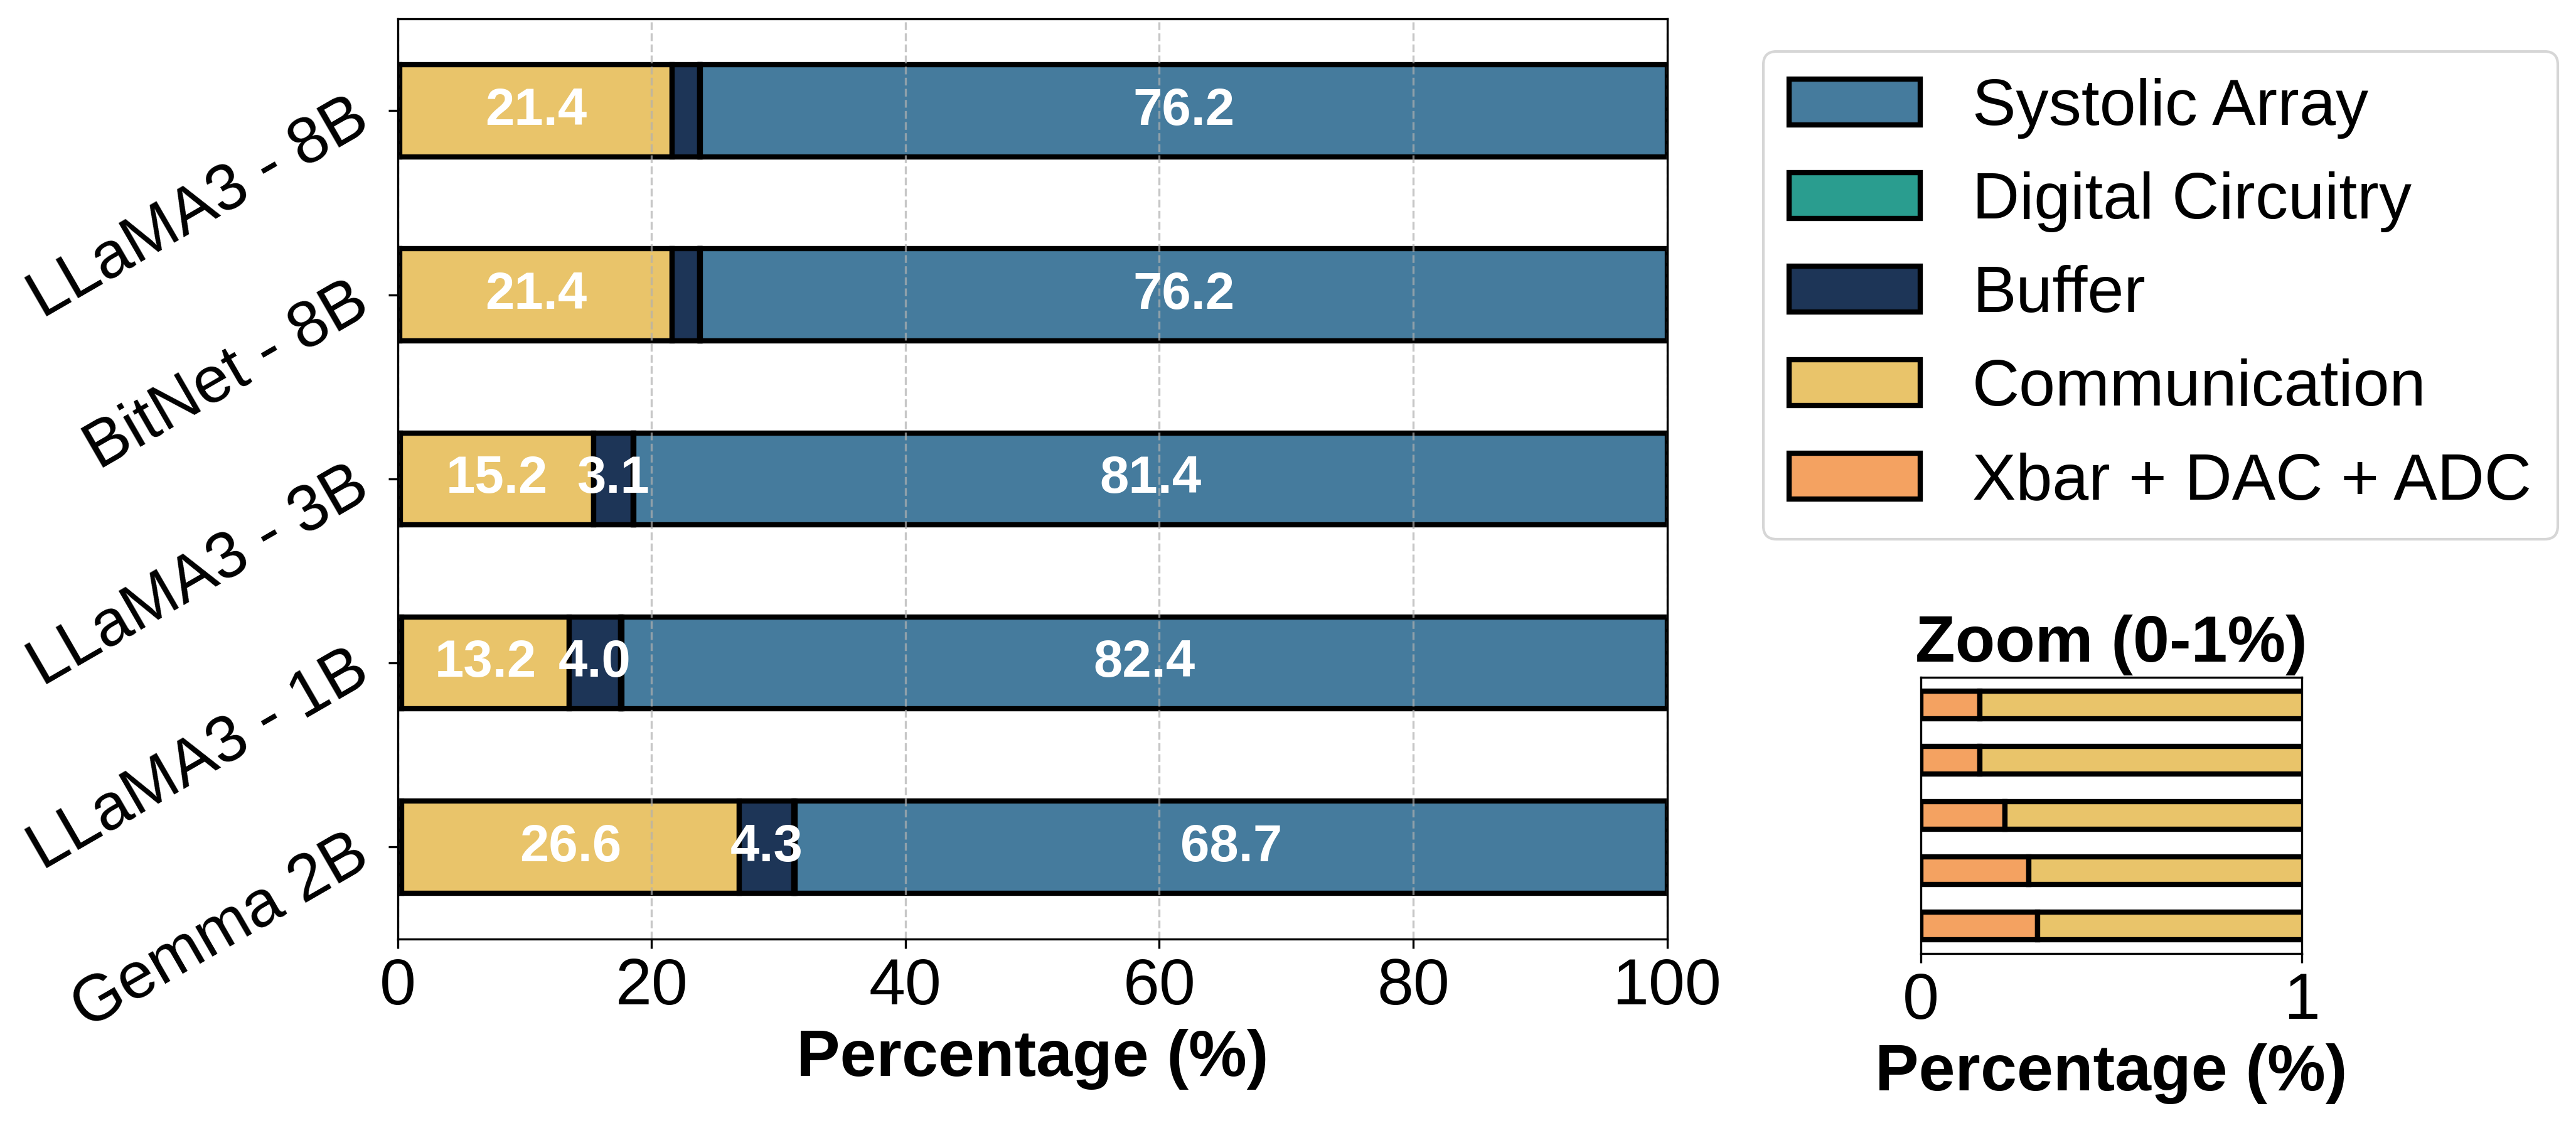 LLaMA3 - 8B
21.4 76.2
BitNet - 8B
21.4 76.2
LLaMA3 - 3B
15.2 3.1 81.4
LLaMA3 - 1B
13.2 4.0 82.4
Gemma 2B
26.6 4.3 68.7
0 20 40 60 80 100
Percentage (%)
Systolic Array
Digital Circuitry
Buffer
Communication
Xbar + DAC + ADC
Zoom (0-1%)
0 1
Percentage (%)